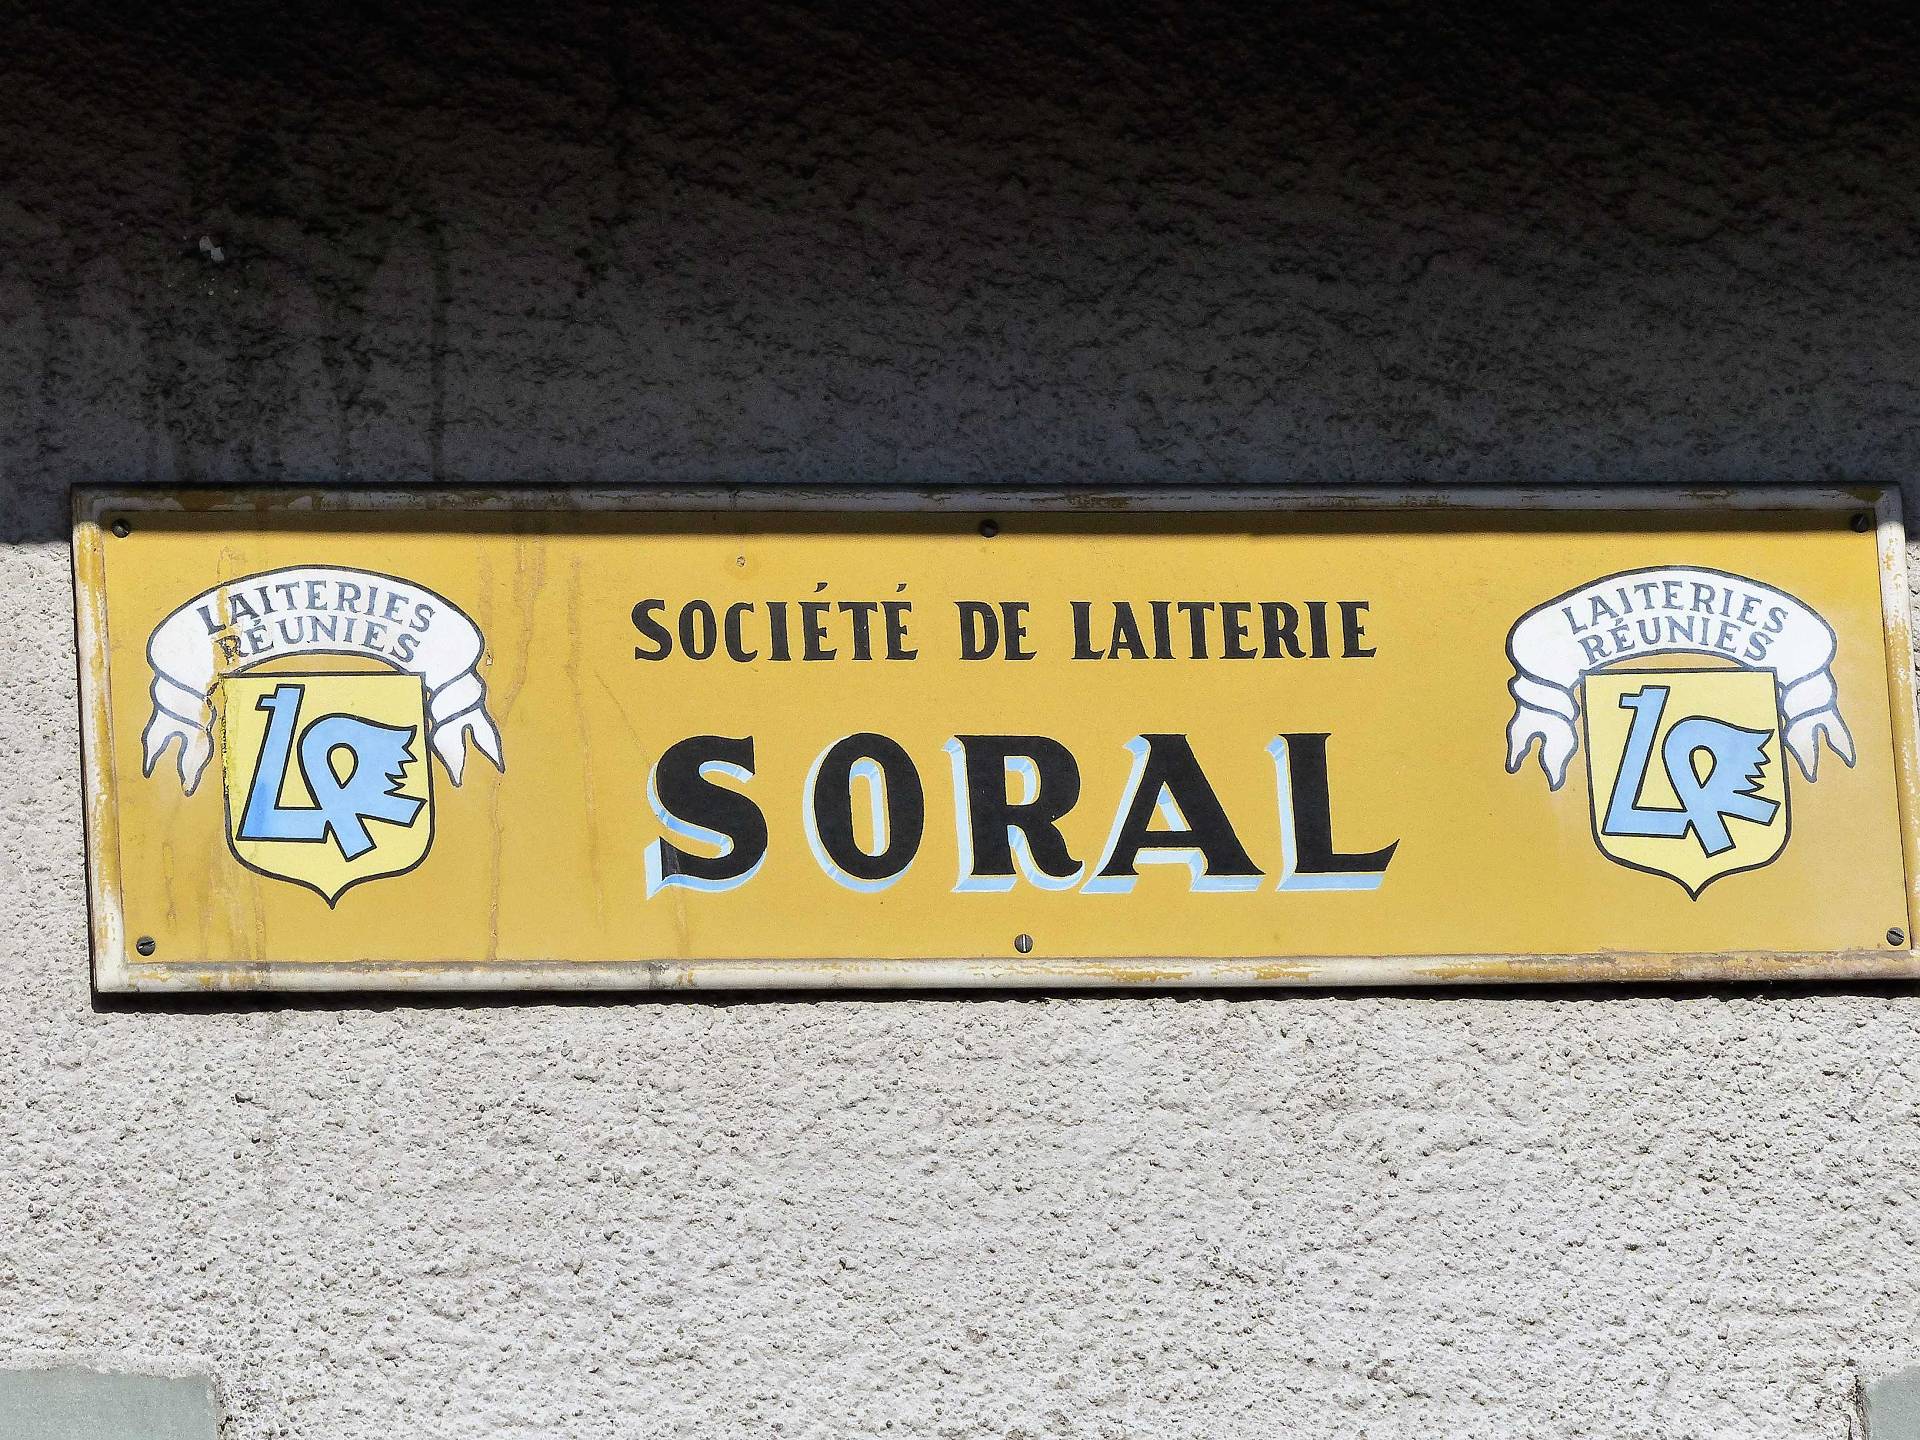 LAITERIES
RÉUNIES
LR
SOCIÉTÉ DE LAITERIE
SORAL
LAITERIES
RÉUNIES
LR